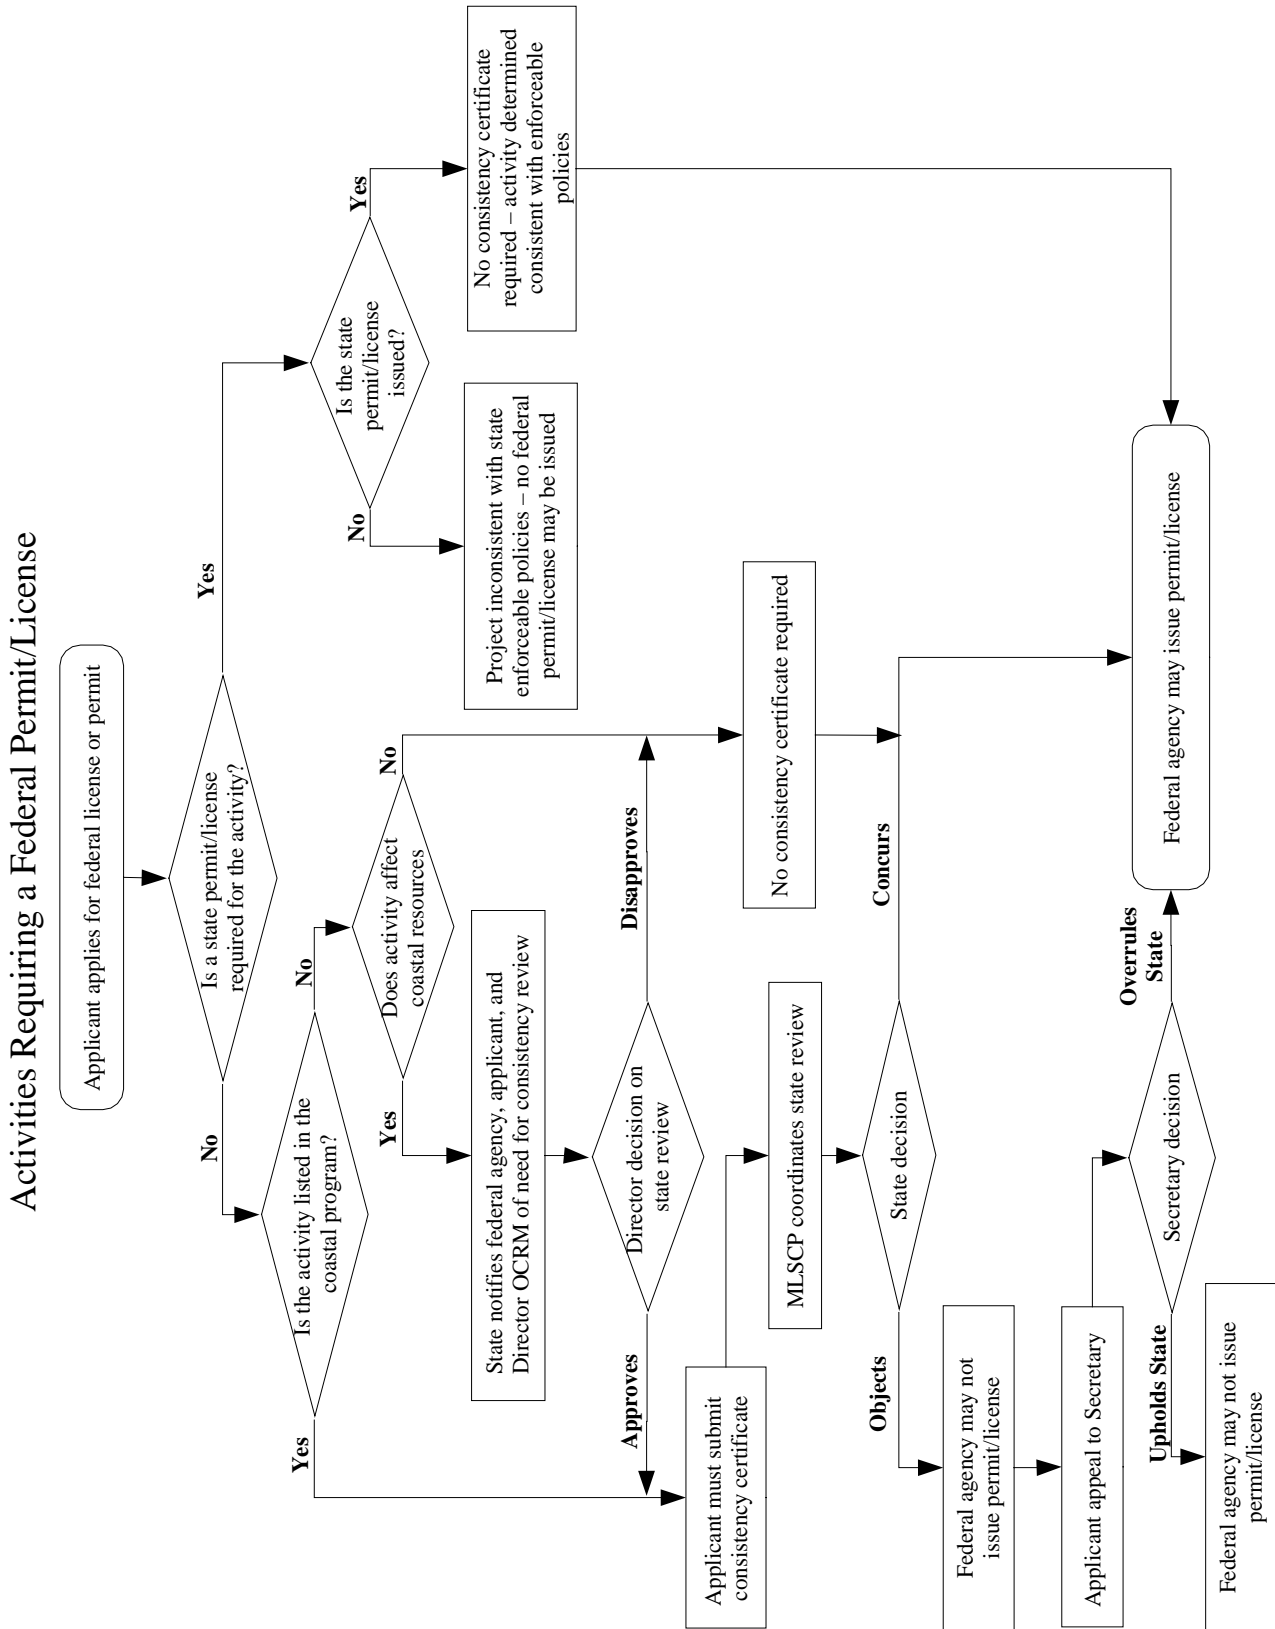 Activities Requiring a Federal Permit/License
Applicant applies for federal license or permit
Is a state permit/license
required for the activity?
No
Yes
Is the activity listed in the
coastal program?
Is the state
permit/license
issued?
Yes
No
No
Yes
Does activity affect
coastal resources
Yes
No
State notifies federal agency, applicant, and
Director OCRM of need for consistency review
Project inconsistent with state
enforceable policies – no federal
permit/license may be issued
No consistency certificate
required – activity determined
consistent with enforceable
policies
Director decision on
state review
Approves
Disapproves
Applicant must submit
consistency certificate
No consistency certificate required
MLSCP coordinates state review
State decision
Objects
Concurs
Federal agency may not
issue permit/license
Applicant appeal to Secretary
Secretary decision
Upholds State
Overrules
State
Federal agency may issue permit/license
Federal agency may not issue
permit/license